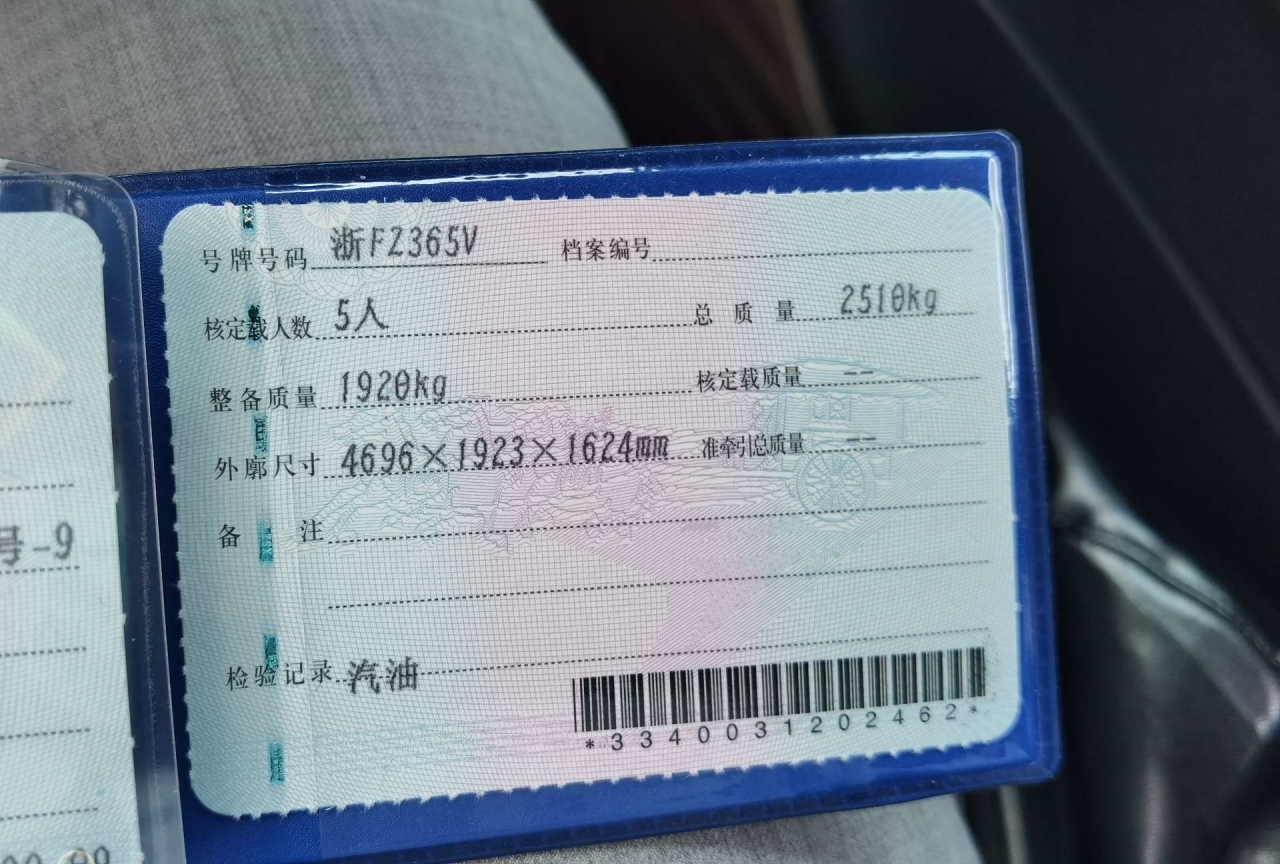 号牌号码 浙FZ365V 档案编号
核定载人数 5人 总质量 2510kg
整备质量 1920kg 核定载质量 --
外廓尺寸 4696×1923×1624mm 准牵引总质量 --
备注
检验记录 汽油
*3340031202462*
号-9